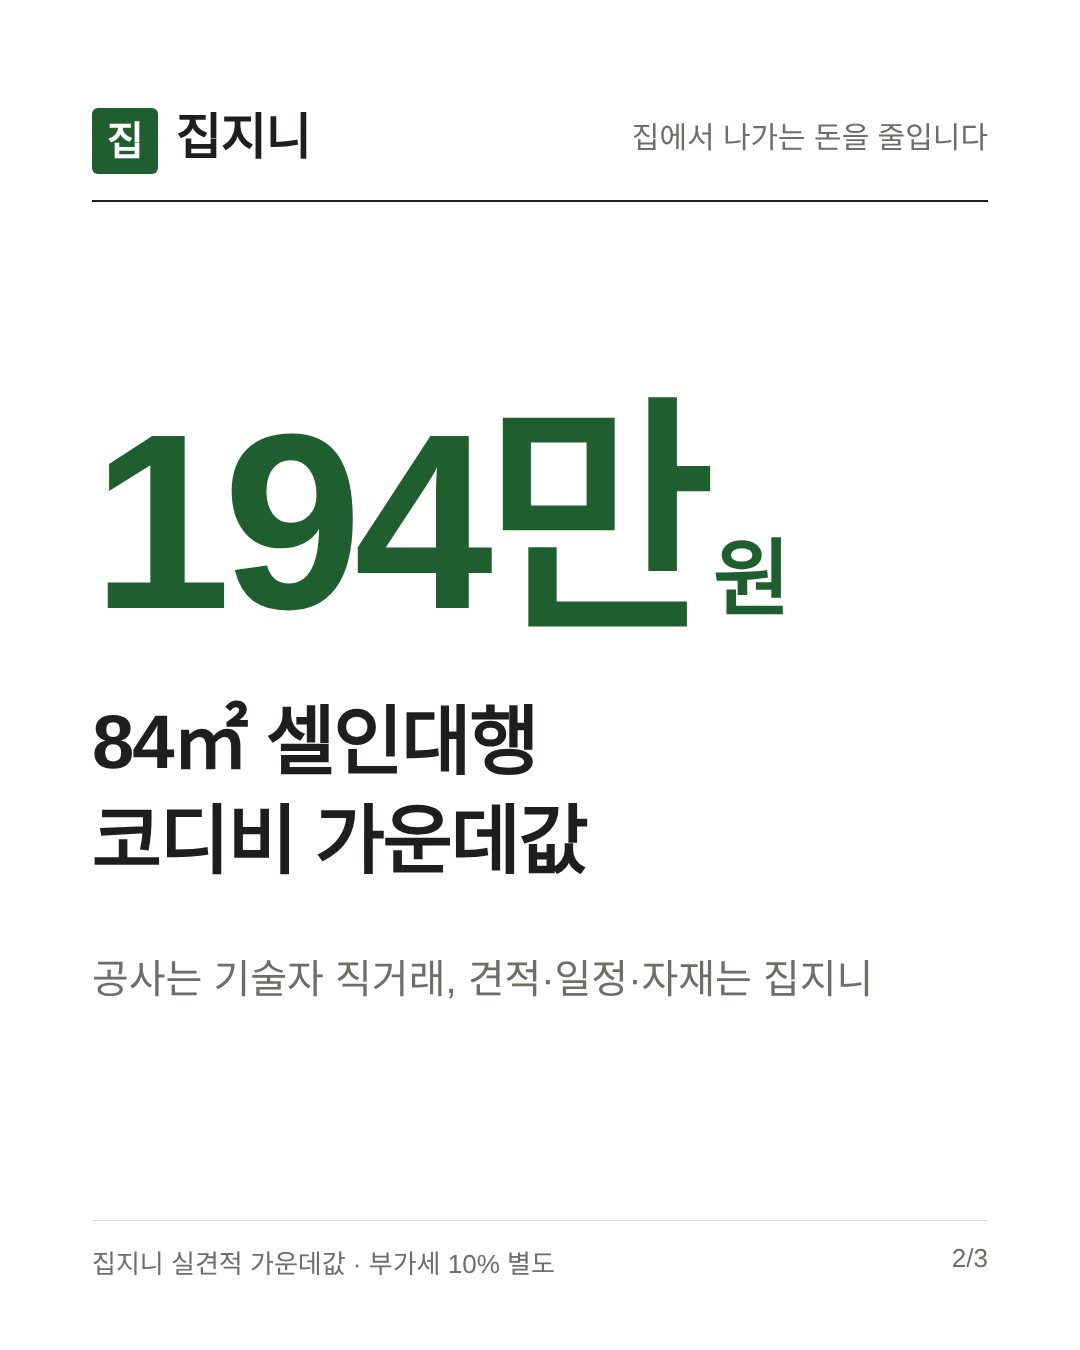 집 집지니
집에서 나가는 돈을 줄입니다
194만원
84㎡ 셀인대행
코디비 가운데값
공사는 기술자 직거래, 견적·일정·자재는 집지니
집지니 실견적 가운데값 · 부가세 10% 별도
2/3